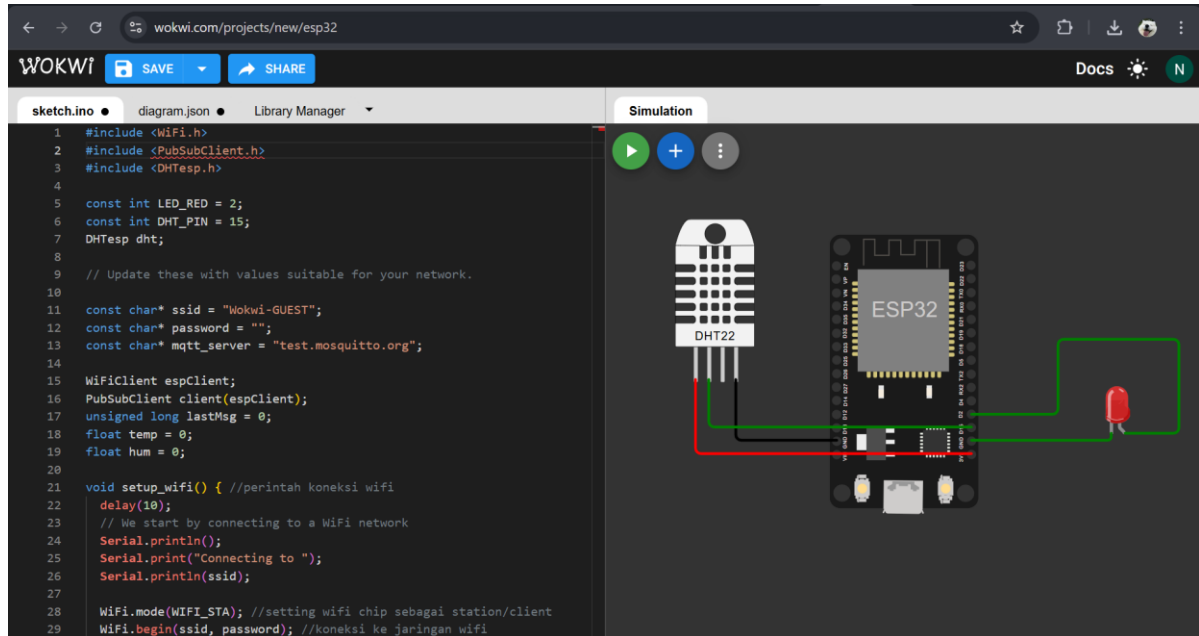 wokwi.com/projects/new/esp32
WOKWI SAVE SHARE Docs N
sketch.ino diagram.json Library Manager
1 #include <WiFi.h>
2 #include <PubSubClient.h>
3 #include <DHTesp.h>
4
5 const int LED_RED = 2;
6 const int DHT_PIN = 15;
7 DHTesp dht;
8
9 // Update these with values suitable for your network.
10
11 const char* ssid = "Wokwi-GUEST";
12 const char* password = "";
13 const char* mqtt_server = "test.mosquitto.org";
14
15 WiFiClient espClient;
16 PubSubClient client(espClient);
17 unsigned long lastMsg = 0;
18 float temp = 0;
19 float hum = 0;
20
21 void setup_wifi() { //perintah koneksi wifi
22 delay(10);
23 // We start by connecting to a WiFi network
24 Serial.println();
25 Serial.print("Connecting to ");
26 Serial.println(ssid);
27
28 WiFi.mode(WIFI_STA); //setting wifi chip sebagai station/client
29 WiFi.begin(ssid, password); //koneksi ke jaringan wifi
Simulation
DHT22
ESP32